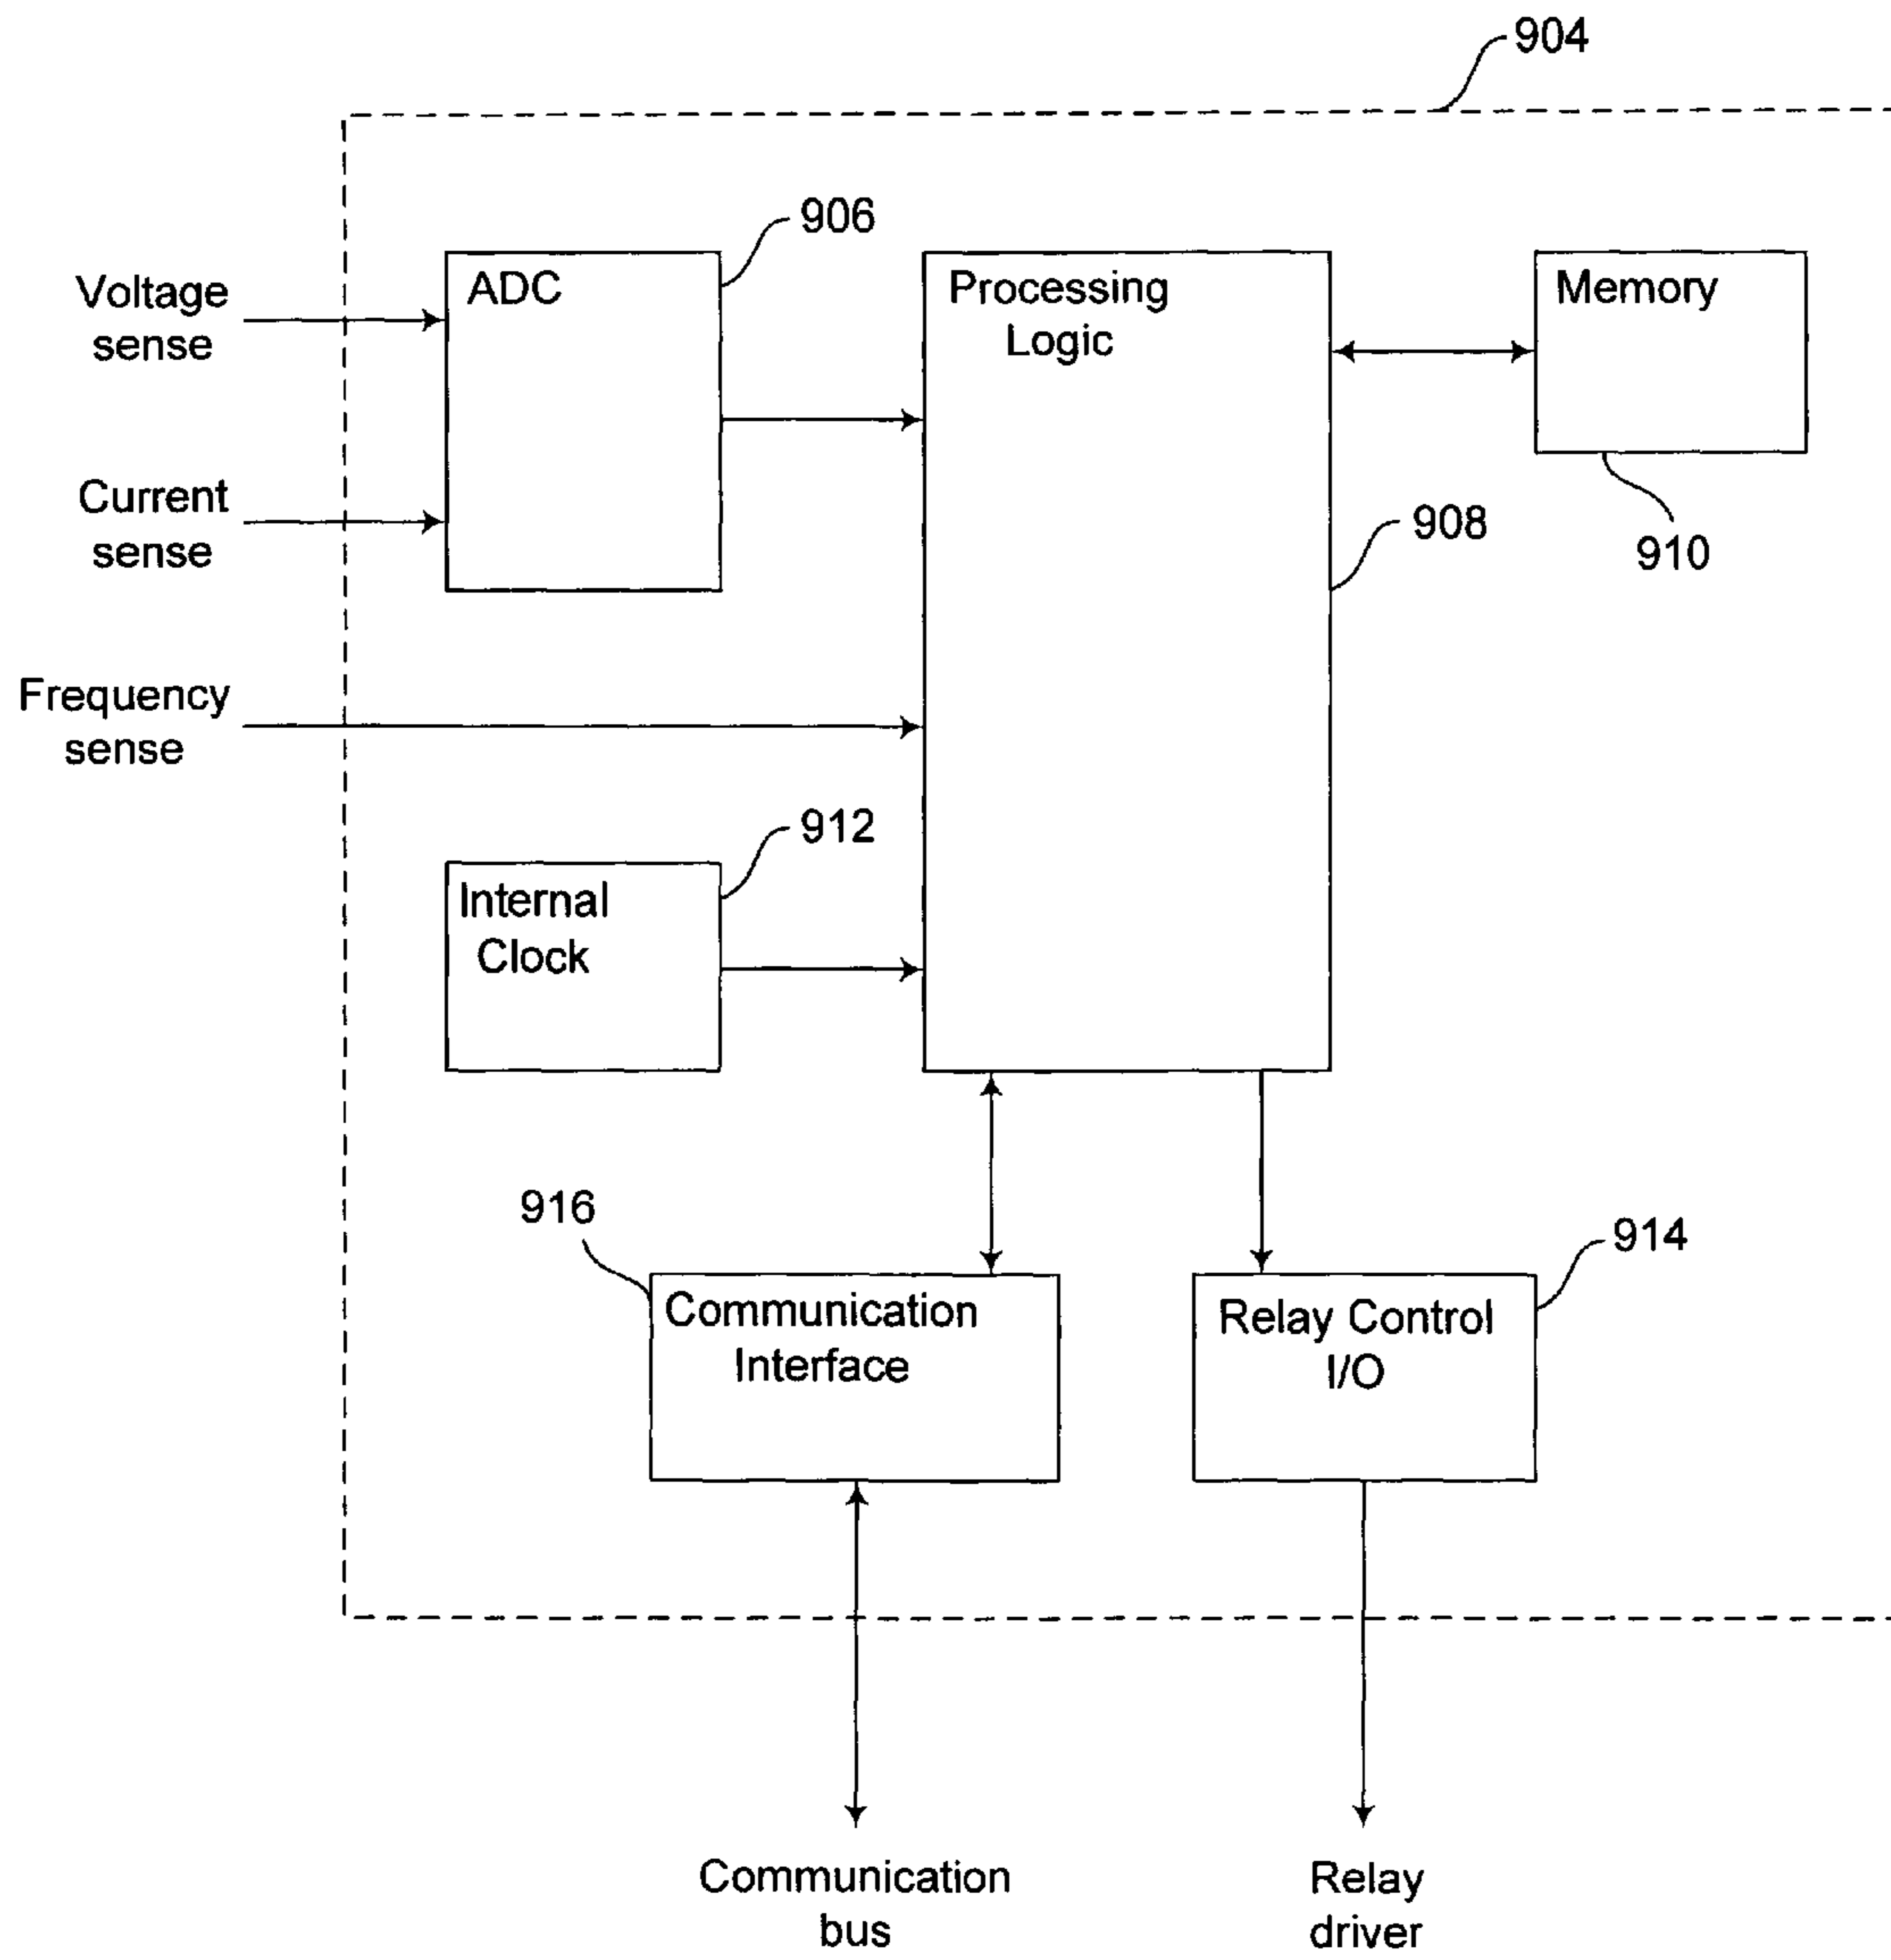 904
906
ADC
Processing
Logic
Memory
Voltage
sense
Current
sense
908
910
Frequency
sense
912
Internal
Clock
916
914
Communication
Interface
Relay Control
I/O
Communication
bus
Relay
driver